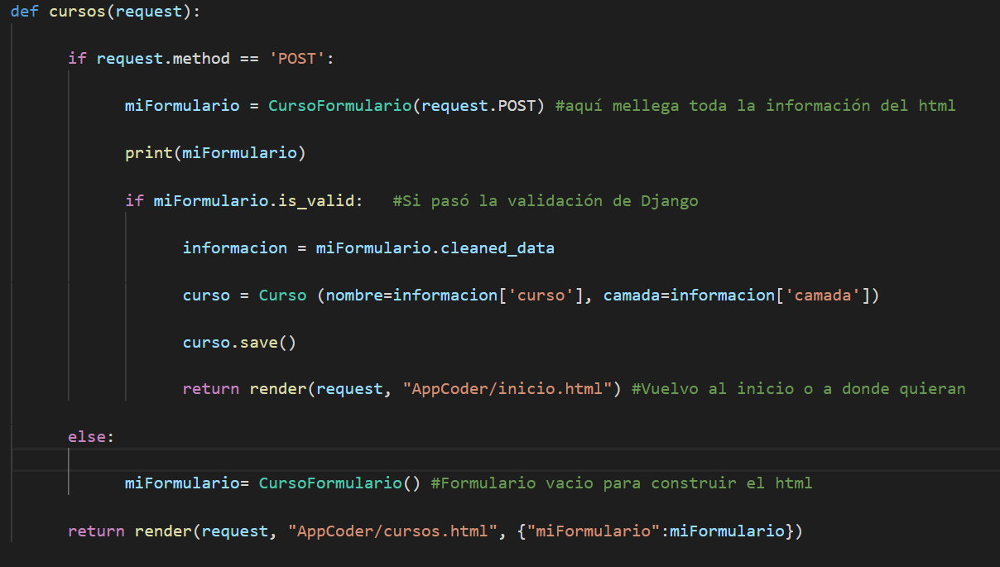 def cursos(request):
if request.method == 'POST':
miFormulario = CursoFormulario(request.POST) #aquí mellega toda la información del html
print(miFormulario)
if miFormulario.is_valid:   #Si pasó la validación de Django
informacion = miFormulario.cleaned_data
curso = Curso (nombre=informacion['curso'], camada=informacion['camada'])
curso.save()
return render(request, "AppCoder/inicio.html") #Vuelvo al inicio o a donde quieran
else:
miFormulario= CursoFormulario() #Formulario vacio para construir el html
return render(request, "AppCoder/cursos.html", {"miFormulario":miFormulario})